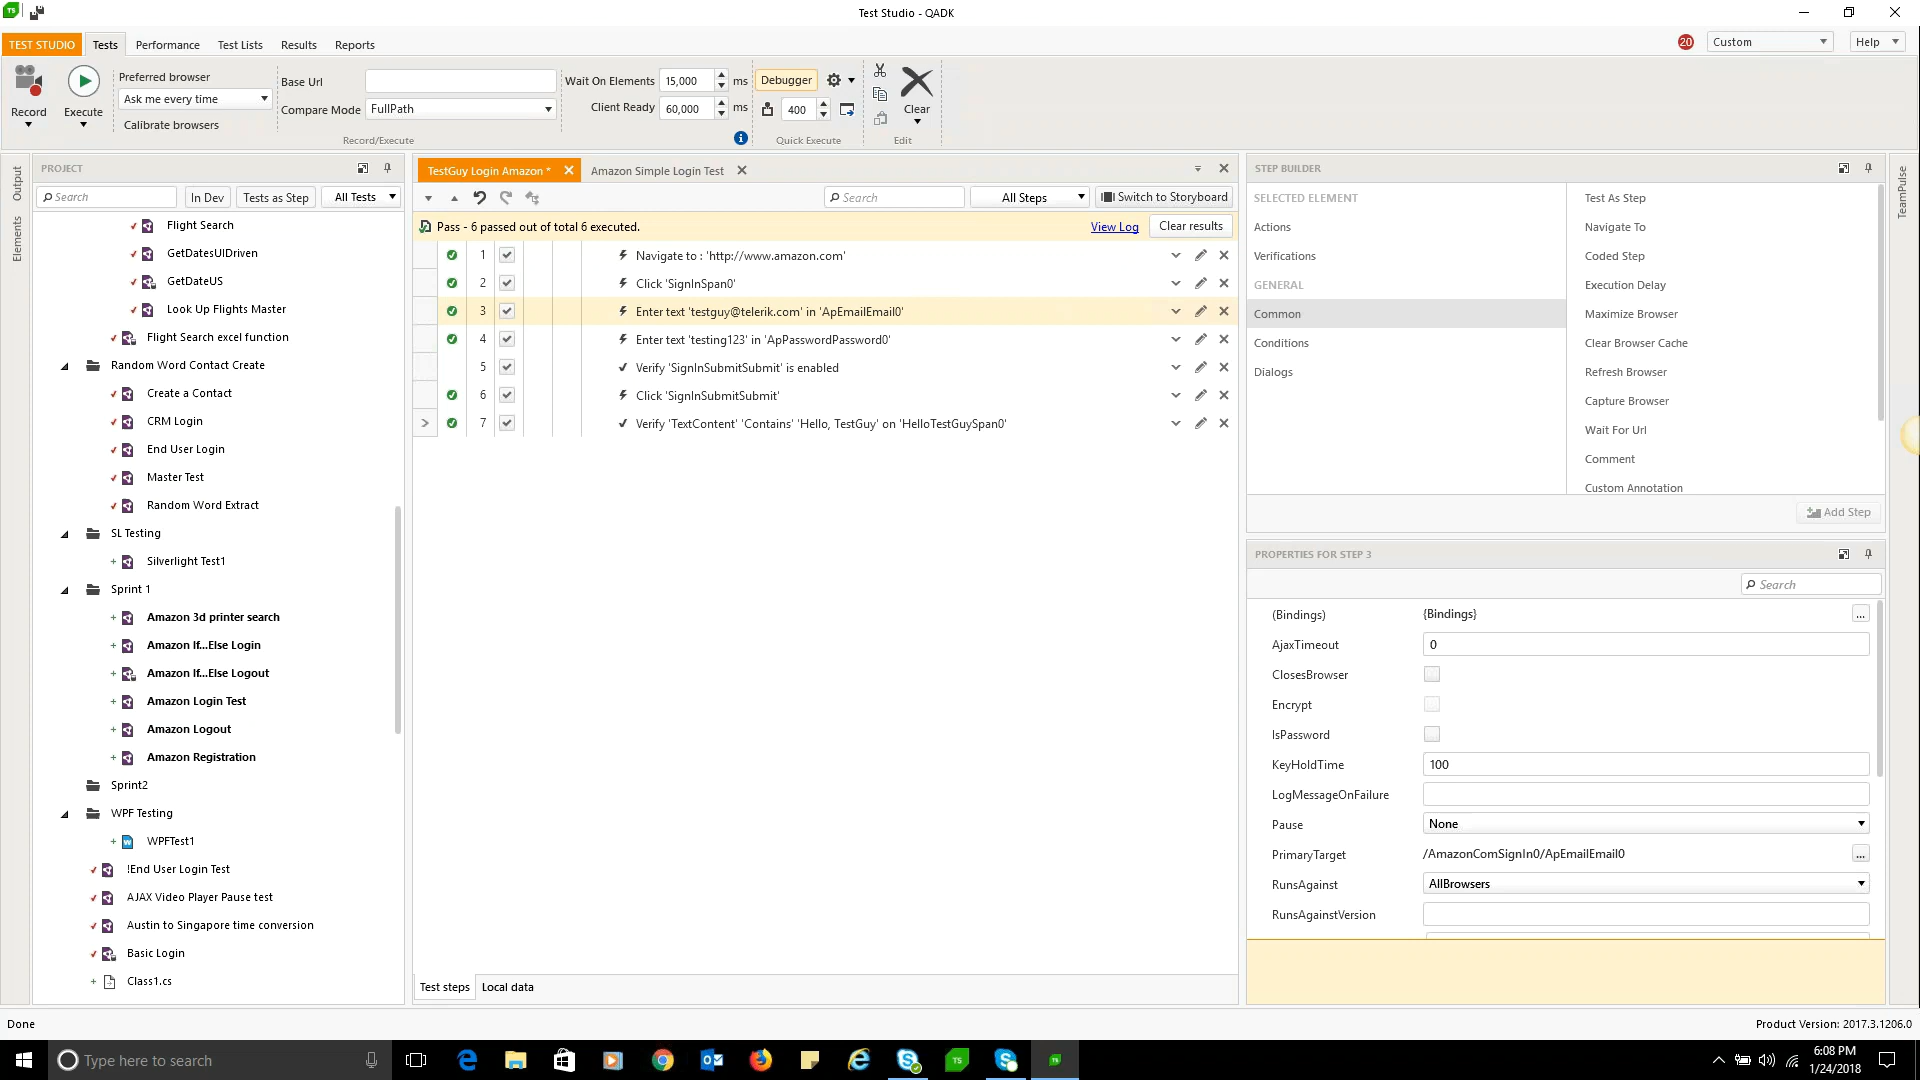 TS
Test Studio - QADK
TEST STUDIO
Tests
Performance
Test Lists
Results
Reports
20
Custom
Help
Record
Execute
Preferred browser
Ask me every time
Calibrate browsers
Base Url
Compare Mode
FullPath
Record/Execute
Wait On Elements
15,000
ms
Client Ready
60,000
ms
Debugger
400
Quick Execute
Clear
Edit
Output
Elements
PROJECT
Search
In Dev
Tests as Step
All Tests
Flight Search
GetDatesUIDriven
GetDateUS
Look Up Flights Master
Flight Search excel function
Random Word Contact Create
Create a Contact
CRM Login
End User Login
Master Test
Random Word Extract
SL Testing
Silverlight Test1
Sprint 1
Amazon 3d printer search
Amazon If...Else Login
Amazon If...Else Logout
Amazon Login Test
Amazon Logout
Amazon Registration
Sprint2
WPF Testing
WPFTest1
!End User Login Test
AJAX Video Player Pause test
Austin to Singapore time conversion
Basic Login
Class1.cs
TestGuy Login Amazon *
Amazon Simple Login Test
Search
All Steps
Switch to Storyboard
Pass - 6 passed out of total 6 executed.
View Log
Clear results
1 Navigate to : 'http://www.amazon.com'
2 Click 'SignInSpan0'
3 Enter text 'testguy@telerik.com' in 'ApEmailEmail0'
4 Enter text 'testing123' in 'ApPasswordPassword0'
5 Verify 'SignInSubmitSubmit' is enabled
6 Click 'SignInSubmitSubmit'
7 Verify 'TextContent' 'Contains' 'Hello, TestGuy' on 'HelloTestGuySpan0'
Test steps
Local data
STEP BUILDER
SELECTED ELEMENT
Actions
Verifications
GENERAL
Common
Conditions
Dialogs
Test As Step
Navigate To
Coded Step
Execution Delay
Maximize Browser
Clear Browser Cache
Refresh Browser
Capture Browser
Wait For Url
Comment
Custom Annotation
Add Step
PROPERTIES FOR STEP 3
Search
(Bindings) {Bindings} ...
AjaxTimeout 0
ClosesBrowser
Encrypt
IsPassword
KeyHoldTime 100
LogMessageOnFailure
Pause None
PrimaryTarget /AmazonComSignIn0/ApEmailEmail0 ...
RunsAgainst AllBrowsers
RunsAgainstVersion
TeamPulse
Done
Product Version: 2017.3.1206.0
Type here to search
TS
6:08 PM
1/24/2018